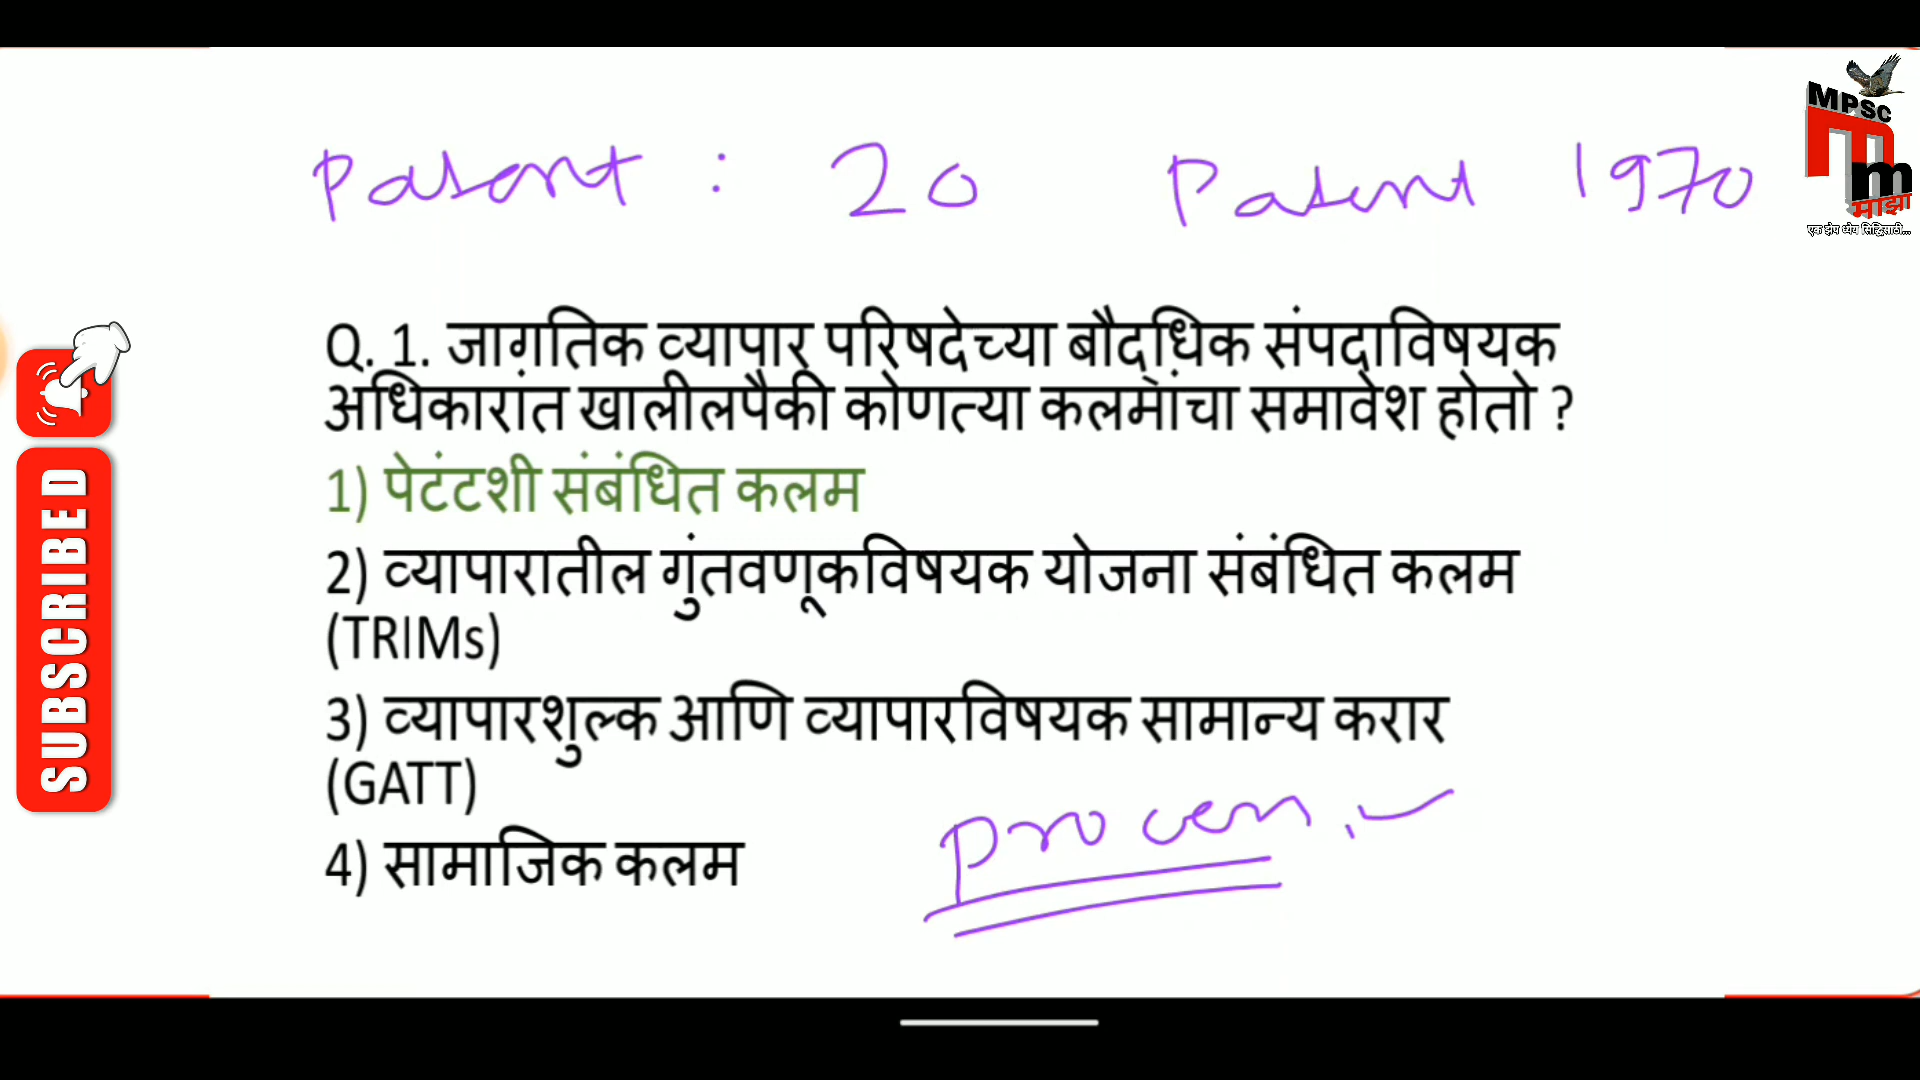 MPSC
माझा
एक झेप ध्येय सिद्धिसाठी...
Patent : 20 Patent 1970
Q. 1. जागतिक व्यापार परिषदेच्या बौद्धिक संपदाविषयक
अधिकारांत खालीलपैकी कोणत्या कलमांचा समावेश होतो ?
1) पेटंटशी संबंधित कलम
2) व्यापारातील गुंतवणूकविषयक योजना संबंधित कलम
(TRIMs)
3) व्यापारशुल्क आणि व्यापारविषयक सामान्य करार
(GATT)
4) सामाजिक कलम
SUBSCRIBED